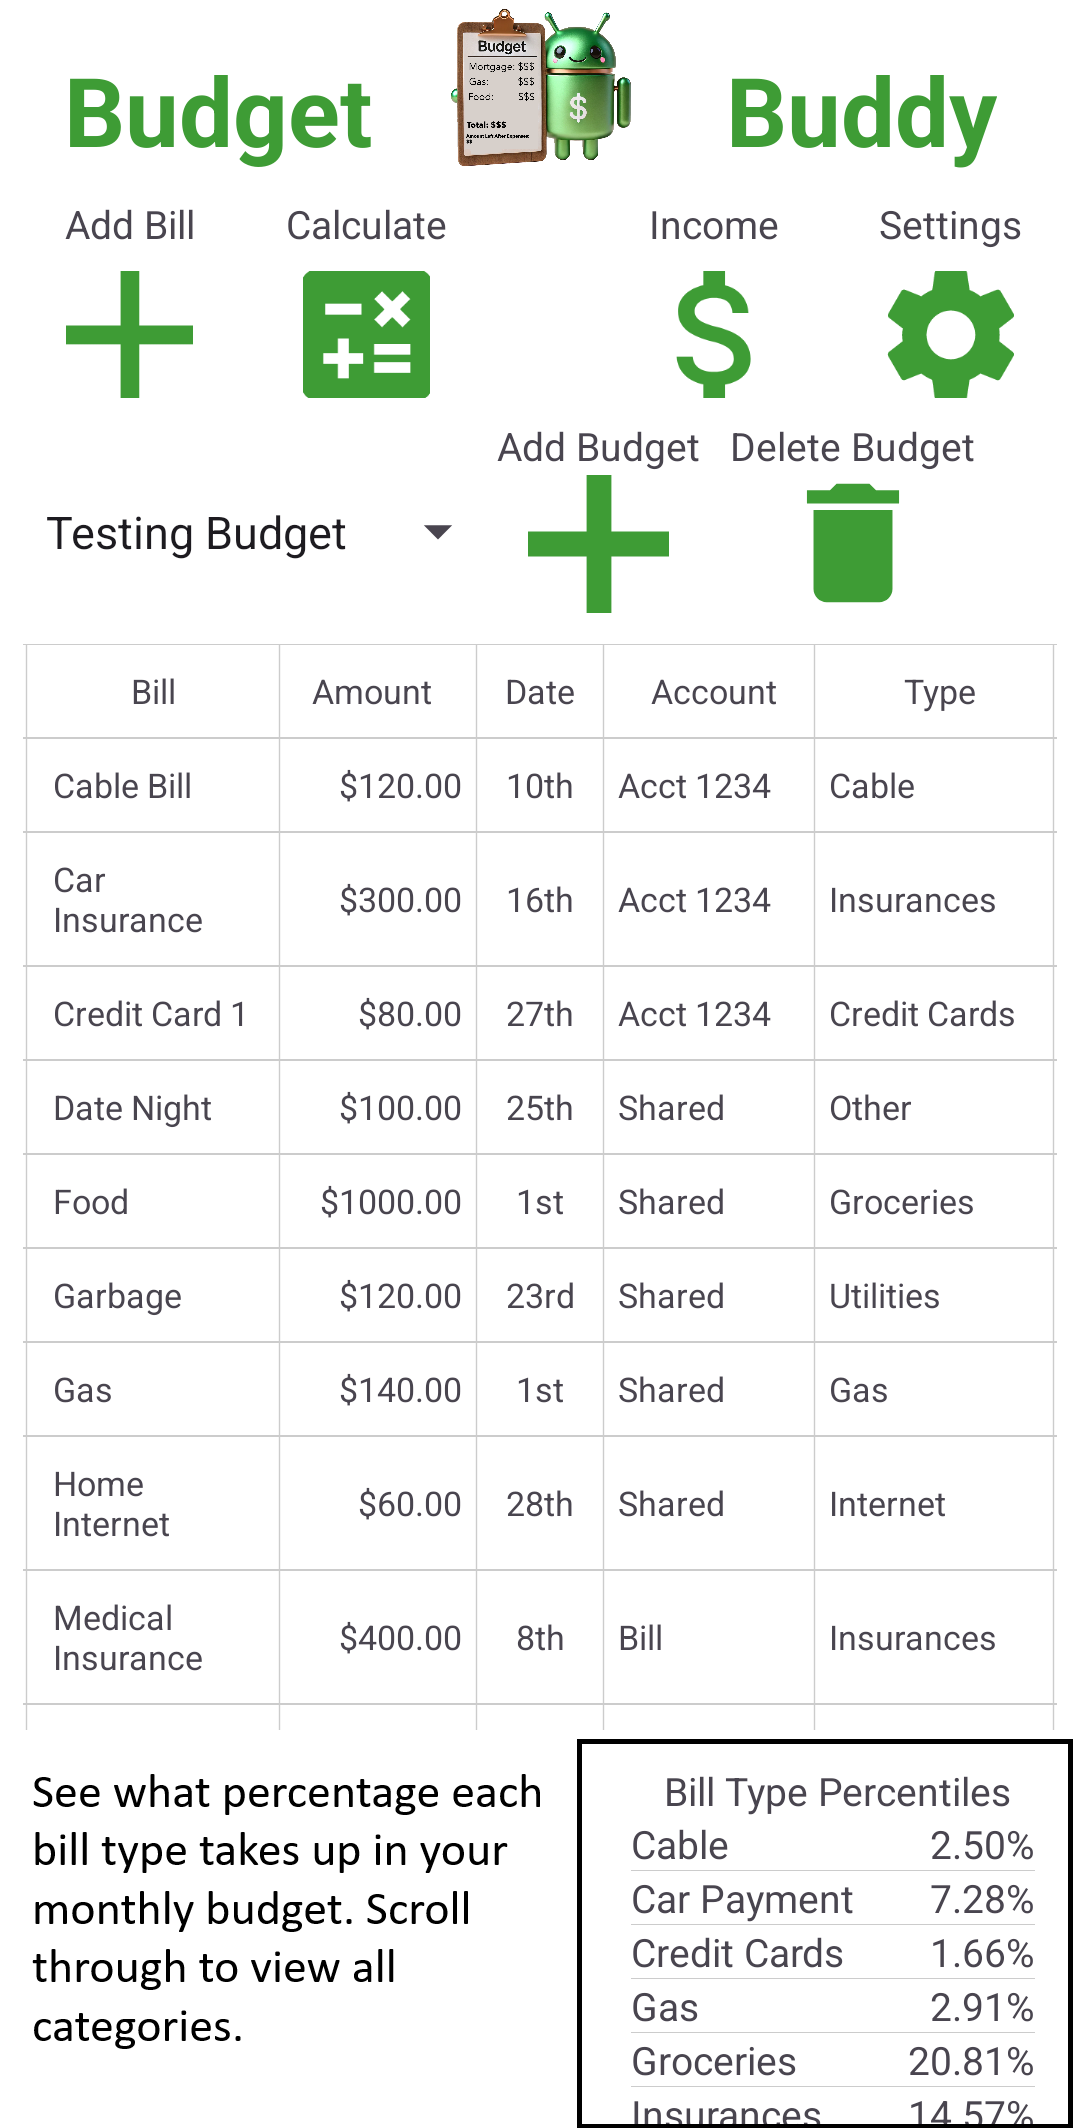 Budget
Budget
Mortgage: $$$
Gas: $$$
Food: $$$
Total: $$$
Amount Left After Expenses:
$$
$
Buddy
Add Bill Calculate Income Settings
Add Budget Delete Budget
Testing Budget
Bill Amount Date Account Type
Cable Bill $120.00 10th Acct 1234 Cable
Car
Insurance $300.00 16th Acct 1234 Insurances
Credit Card 1 $80.00 27th Acct 1234 Credit Cards
Date Night $100.00 25th Shared Other
Food $1000.00 1st Shared Groceries
Garbage $120.00 23rd Shared Utilities
Gas $140.00 1st Shared Gas
Home
Internet $60.00 28th Shared Internet
Medical
Insurance $400.00 8th Bill Insurances
See what percentage each
bill type takes up in your
monthly budget. Scroll
through to view all
categories.
Bill Type Percentiles
Cable 2.50%
Car Payment 7.28%
Credit Cards 1.66%
Gas 2.91%
Groceries 20.81%
Insurances 14.57%